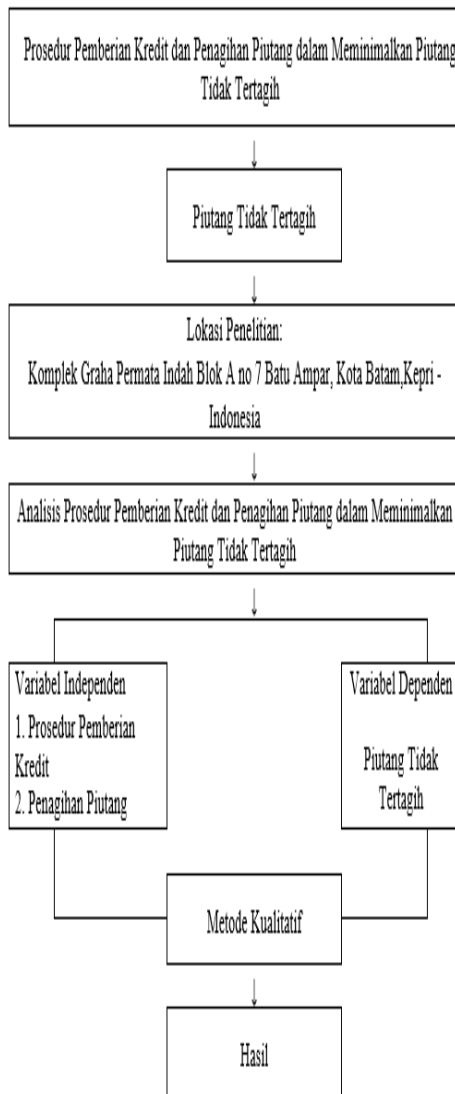 Prosedur Pemberian Kredit dan Penagihan Piutang dalam Meminimalkan Piutang
Tidak Tertagih
Piutang Tidak Tertagih
Lokasi Penelitian:
Komplek Graha Permata Indah Blok A no 7 Batu Ampar, Kota Batam,Kepri -
Indonesia
Analisis Prosedur Pemberian Kredit dan Penagihan Piutang dalam Meminimalkan
Piutang Tidak Tertagih
Variabel Independen
1. Prosedur Pemberian
Kredit
2. Penagihan Piutang
Variabel Dependen
Piutang Tidak
Tertagih
Metode Kualitatif
Hasil